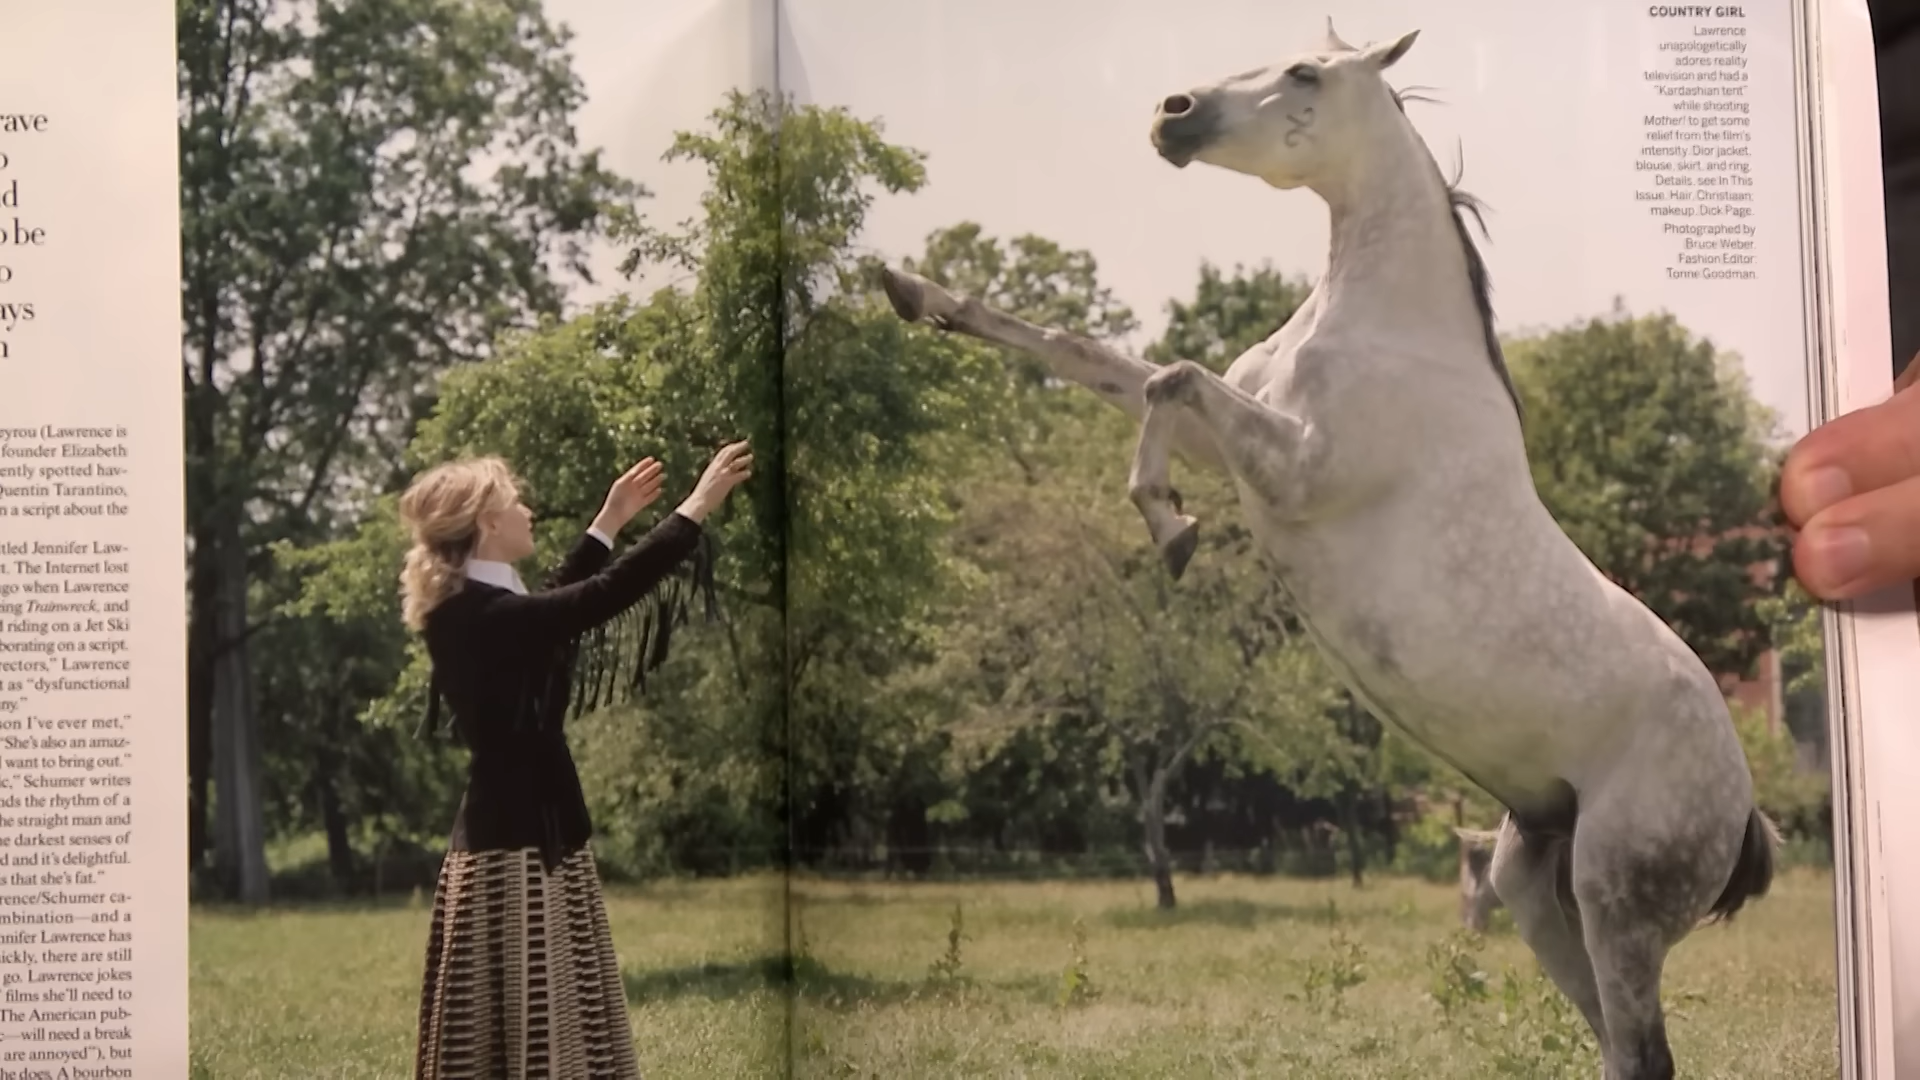 rave
o
nd
o be
o
ays
n
eyrou (Lawrence is
founder Elizabeth
ently spotted hav-
Quentin Tarantino,
n a script about the
tled Jennifer Law-
t. The Internet lost
ago when Lawrence
ing Trainwreck, and
d riding on a Jet Ski
borating on a script.
rectors,” Lawrence
t as “dysfunctional
ny.”
son I’ve ever met,”
“She’s also an amaz-
I want to bring out.”
ic,” Schumer writes
nds the rhythm of a
he straight man and
he darkest senses of
d and it’s delightful.
s that she’s fat.”
rence/Schumer ca-
mbination—and a
nnifer Lawrence has
ickly, there are still
go. Lawrence jokes
films she’ll need to
The American pub-
c—will need a break
are annoyed”), but
he does. A bourbon
COUNTRY GIRL
Lawrence
unapologetically
adores reality
television and had a
“Kardashian tent”
while shooting
Mother! to get some
relief from the film’s
intensity. Dior jacket,
blouse, skirt, and ring.
Details, see In This
Issue. Hair, Christiaan;
makeup, Dick Page.
Photographed by
Bruce Weber.
Fashion Editor:
Tonne Goodman.